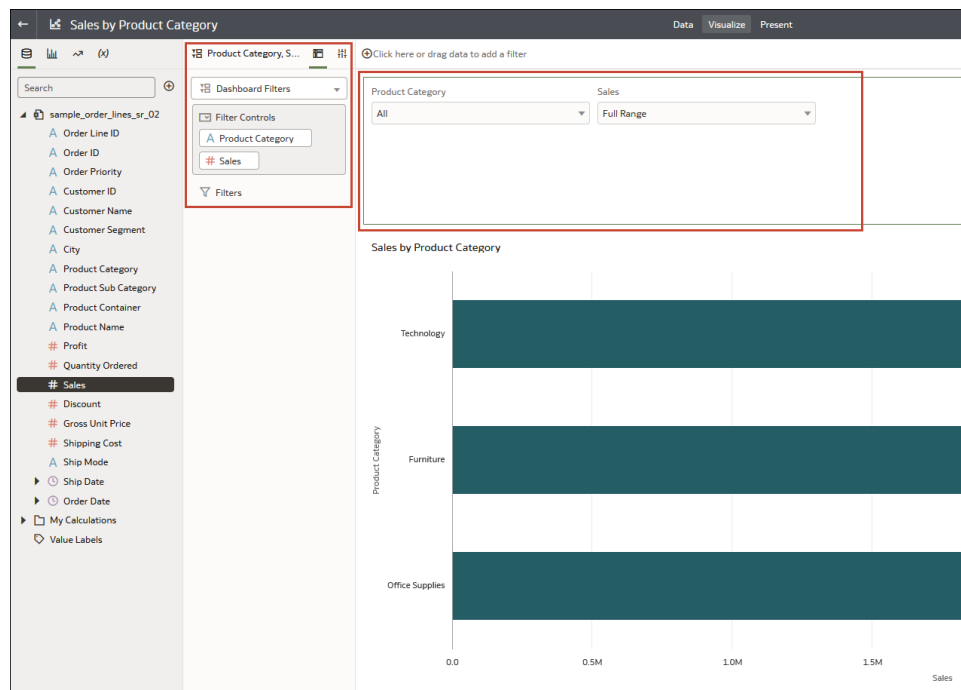 Sales by Product Category
Data Visualize Present
(x)
Product Category, S...
Click here or drag data to add a filter
Search
sample_order_lines_sr_02
A Order Line ID
A Order ID
A Order Priority
A Customer ID
A Customer Name
A Customer Segment
A City
A Product Category
A Product Sub Category
A Product Container
A Product Name
# Profit
# Quantity Ordered
# Sales
# Discount
# Gross Unit Price
# Shipping Cost
A Ship Mode
Ship Date
Order Date
My Calculations
Value Labels
Dashboard Filters
Filter Controls
A Product Category
# Sales
Filters
Product Category Sales
All Full Range
Sales by Product Category
Technology
Furniture
Office Supplies
Product Category
0.0 0.5M 1.0M 1.5M
Sales